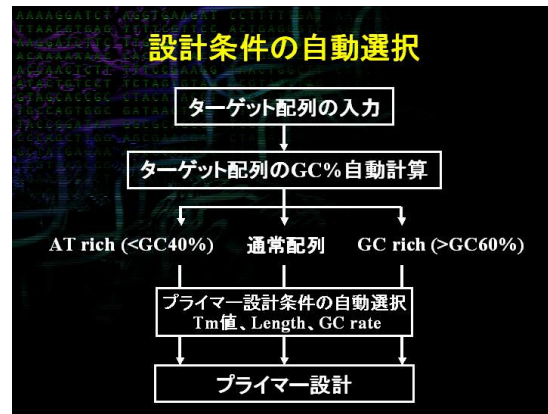 設計条件の自動選択
ターゲット配列の入力
ターゲット配列のGC%自動計算
AT rich (<GC40%) 通常配列 GC rich (>GC60%)
プライマー設計条件の自動選択
Tm値、Length、GC rate
プライマー設計